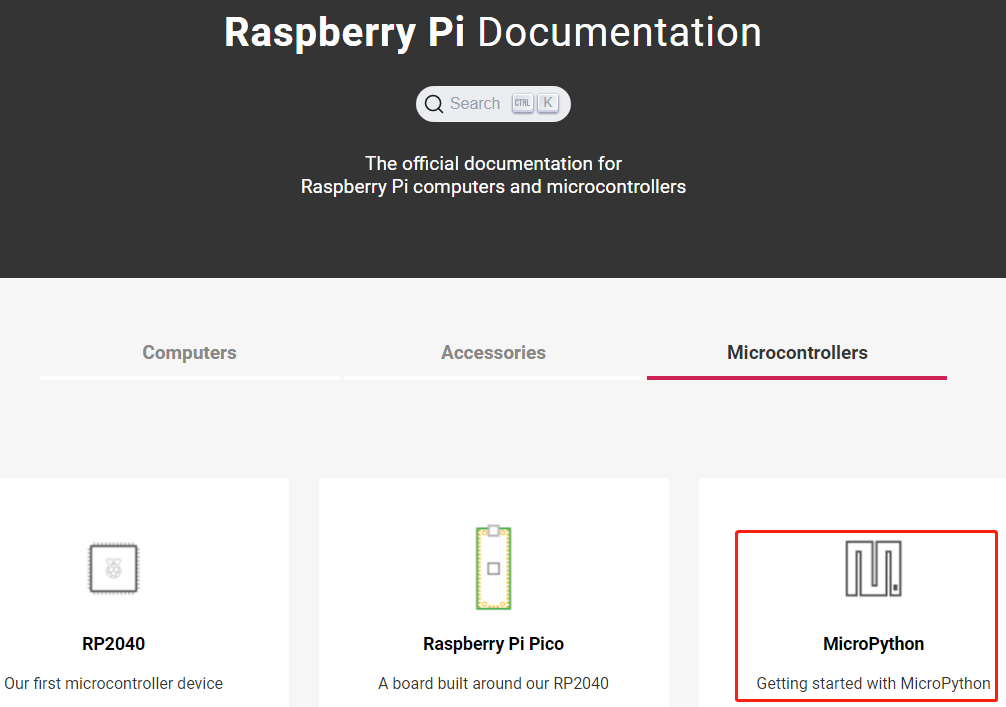 Raspberry Pi Documentation
Search CTRL K
The official documentation for
Raspberry Pi computers and microcontrollers
Computers Accessories Microcontrollers
RP2040 Raspberry Pi Pico MicroPython
Our first microcontroller device A board built around our RP2040 Getting started with MicroPython